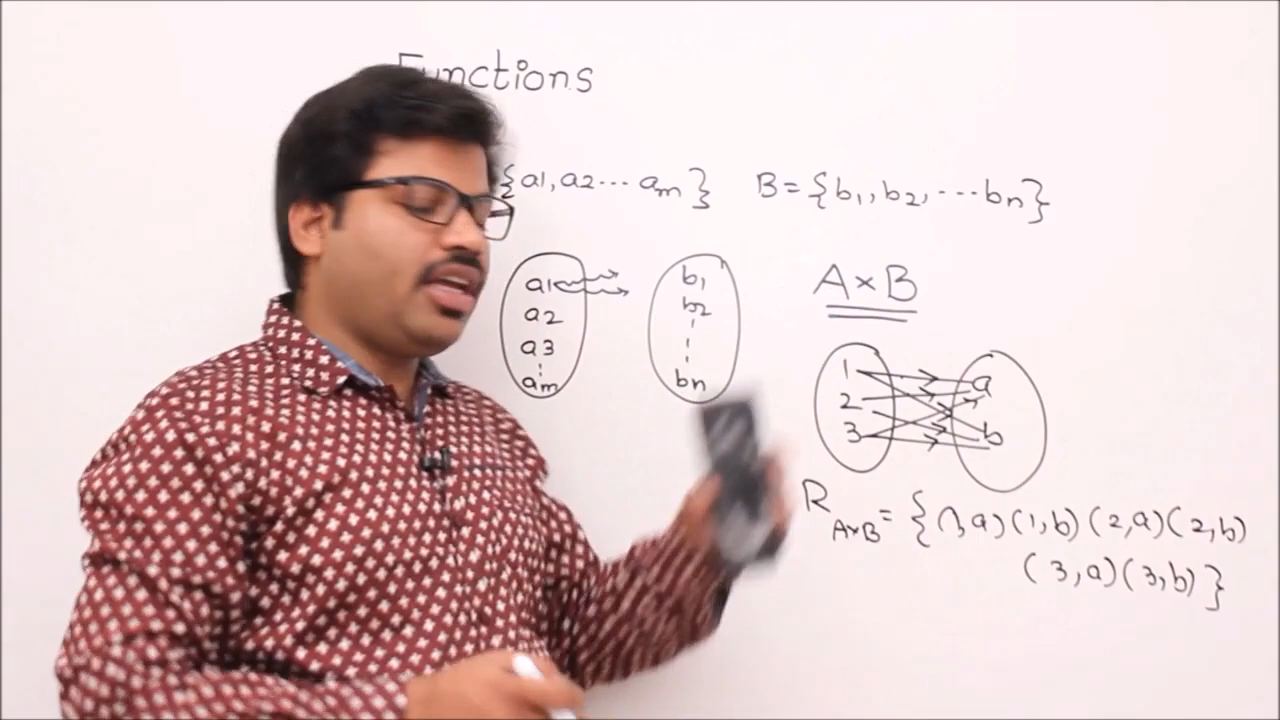 Functions
{a1, a2 ... am} B = {b1, b2, ... bn}
a1 b1
a2 b2
a3
am bn
A × B
1 a
2
3 b
R A×B = { (1,a) (1,b) (2,a) (2,b)
(3,a) (3,b) }